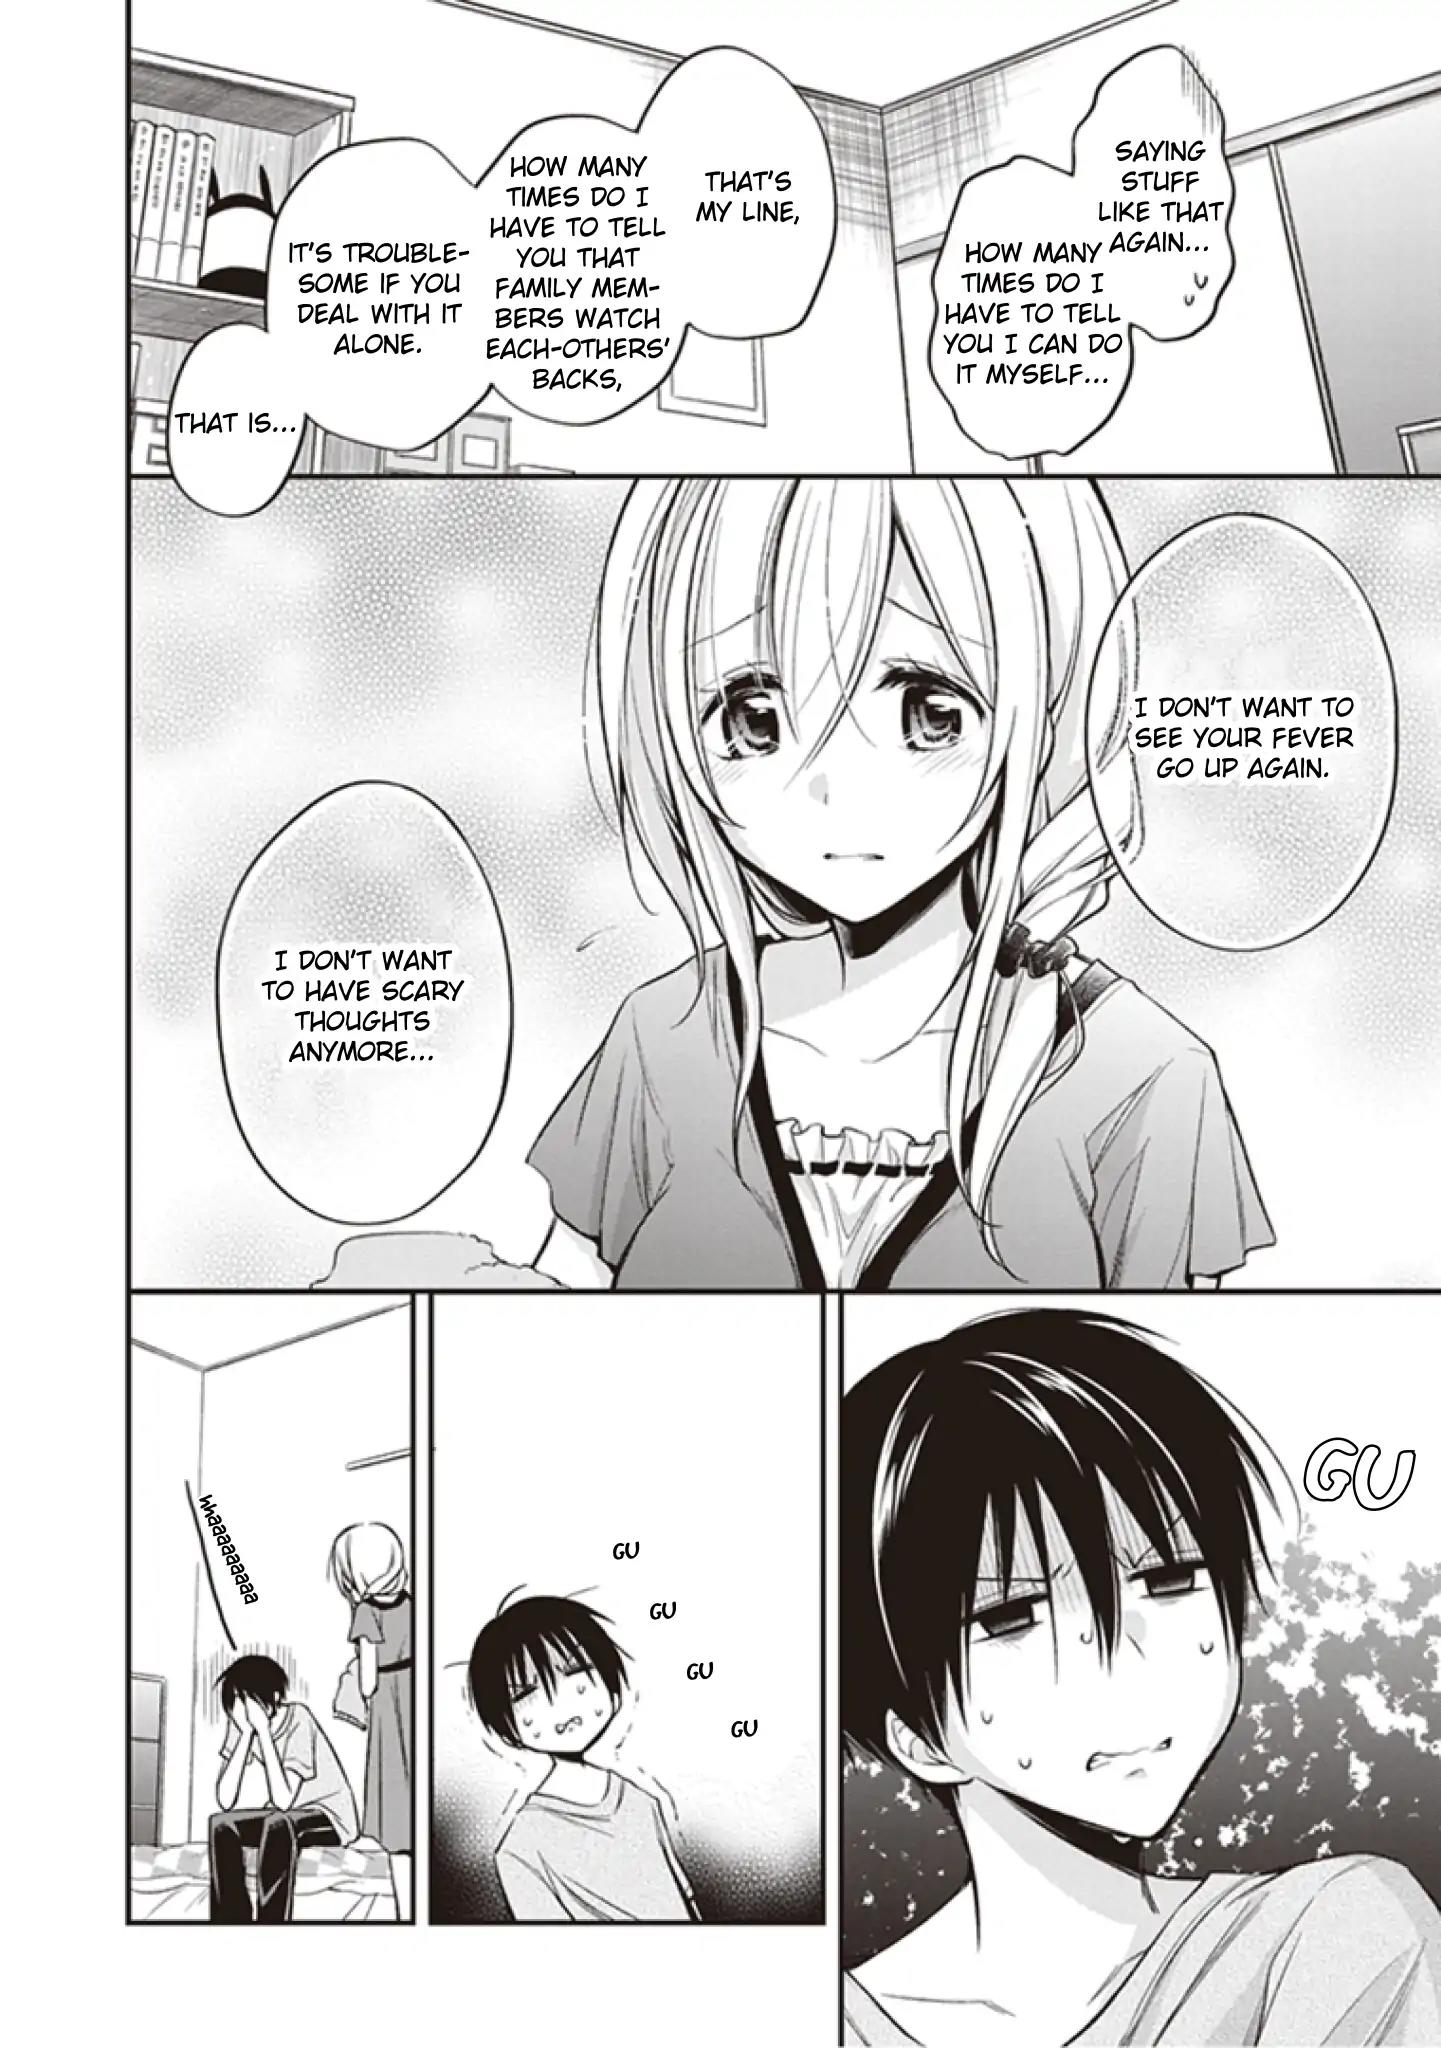 SAYING
STUFF
LIKE THAT
AGAIN...
HOW MANY
TIMES DO I
HAVE TO TELL
YOU I CAN DO
IT MYSELF...
THAT'S
MY LINE,
HOW MANY
TIMES DO I
HAVE TO TELL
YOU THAT
FAMILY MEM-
BERS WATCH
EACH-OTHERS'
BACKS,
IT'S TROUBLE-
SOME IF YOU
DEAL WITH IT
ALONE.
THAT IS...
I DON'T WANT TO
SEE YOUR FEVER
GO UP AGAIN.
I DON'T WANT
TO HAVE SCARY
THOUGHTS
ANYMORE...
GU
GU
GU
GU
GU
Whaaaaaaaaaa